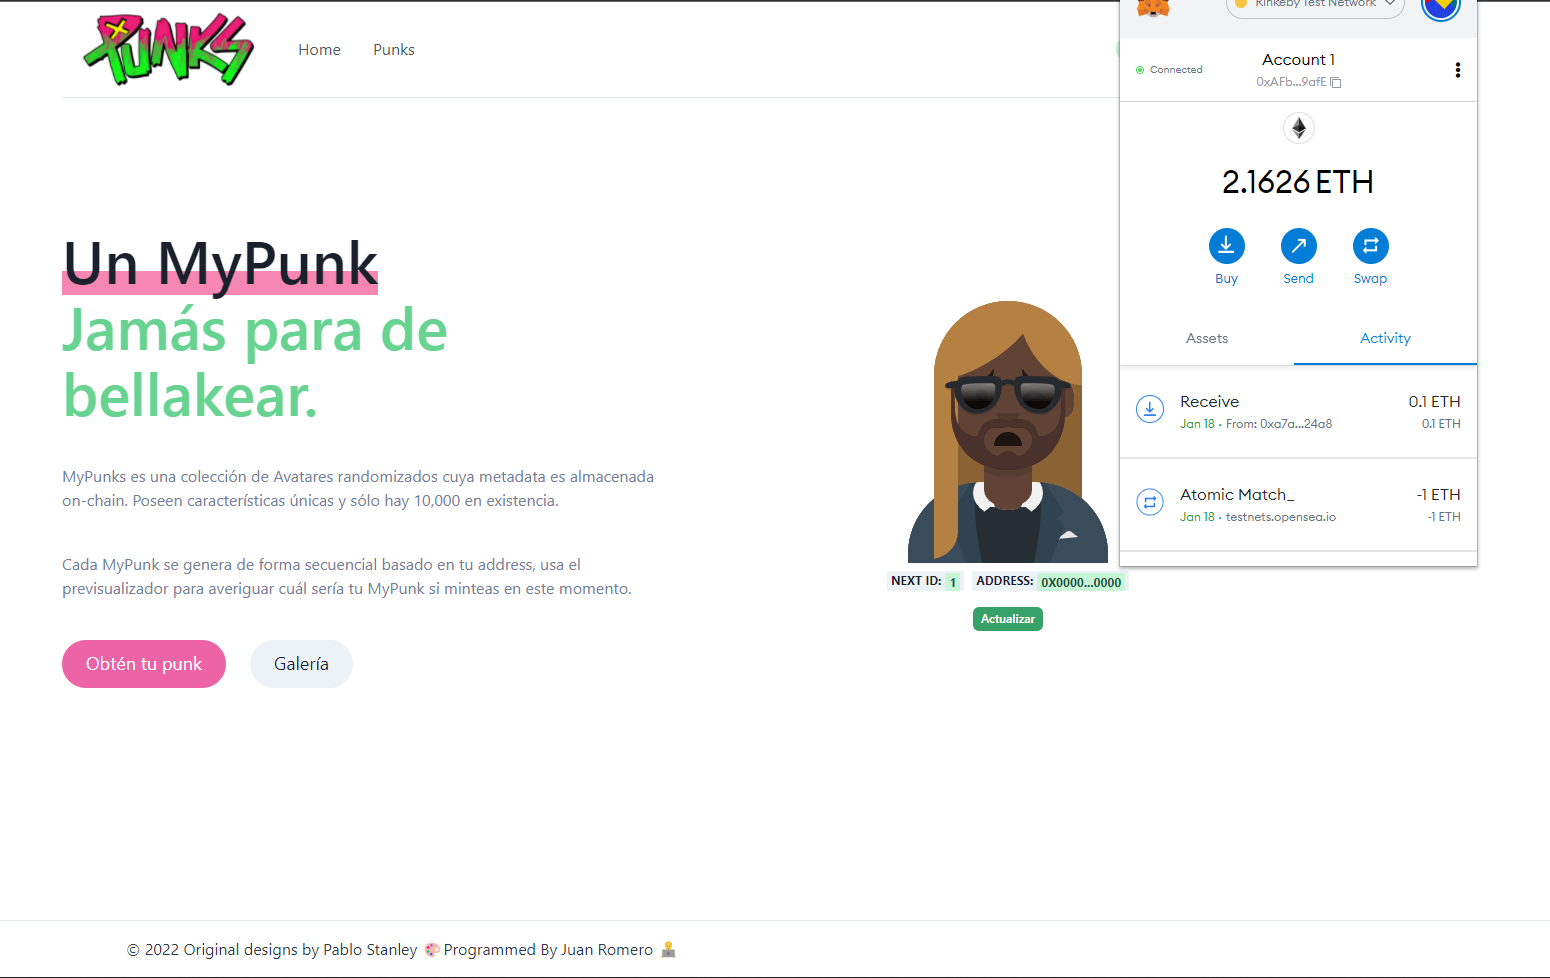 PUNKS
Home
Punks
Un MyPunk
Jamás para de
bellakear.
MyPunks es una colección de Avatares randomizados cuya metadata es almacenada
on-chain. Poseen características únicas y sólo hay 10,000 en existencia.
Cada MyPunk se genera de forma secuencial basado en tu address, usa el
previsualizador para averiguar cuál sería tu MyPunk si minteas en este momento.
Obtén tu punk
Galería
NEXT ID: 1
ADDRESS: 0X0000...0000
Actualizar
Rinkeby Test Network
Connected
Account 1
0xAFb...9afE
2.1626 ETH
Buy
Send
Swap
Assets
Activity
Receive
0.1 ETH
Jan 18 · From: 0xa7a...24a8
0.1 ETH
Atomic Match_
-1 ETH
Jan 18 · testnets.opensea.io
-1 ETH
© 2022 Original designs by Pablo Stanley 🎨 Programmed By Juan Romero 👨‍💻